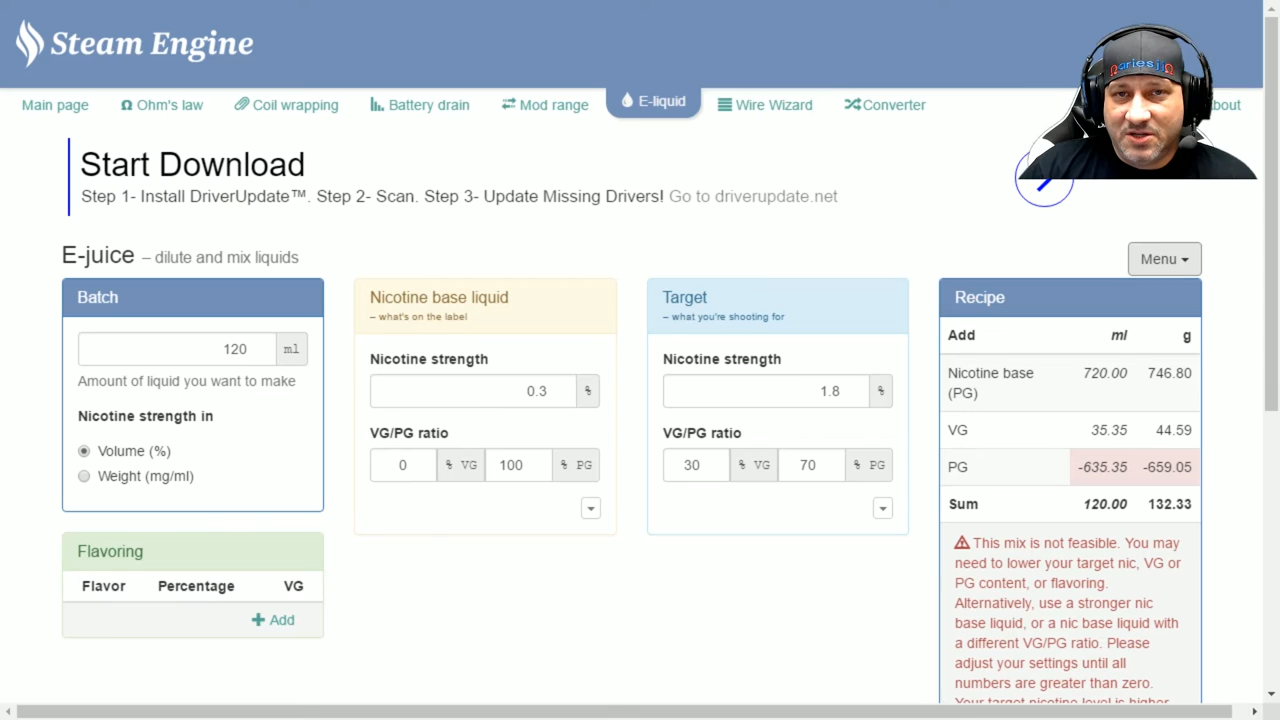 Steam Engine
Main page
Ohm's law
Coil wrapping
Battery drain
Mod range
E-liquid
Wire Wizard
Converter
bout
Start Download
Step 1- Install DriverUpdate™. Step 2- Scan. Step 3- Update Missing Drivers! Go to driverupdate.net
E-juice – dilute and mix liquids
Menu
Batch
120 ml
Amount of liquid you want to make
Nicotine strength in
Volume (%)
Weight (mg/ml)
Flavoring
Flavor Percentage VG
Add
Nicotine base liquid
– what's on the label
Nicotine strength
0.3 %
VG/PG ratio
0 % VG 100 % PG
Target
– what you're shooting for
Nicotine strength
1.8 %
VG/PG ratio
30 % VG 70 % PG
Recipe
Add ml g
Nicotine base
(PG) 720.00 746.80
VG 35.35 44.59
PG -635.35 -659.05
Sum 120.00 132.33
This mix is not feasible. You may
need to lower your target nic, VG or
PG content, or flavoring.
Alternatively, use a stronger nic
base liquid, or a nic base liquid with
a different VG/PG ratio. Please
adjust your settings until all
numbers are greater than zero.
Your target nicotine level is higher
ariesjj